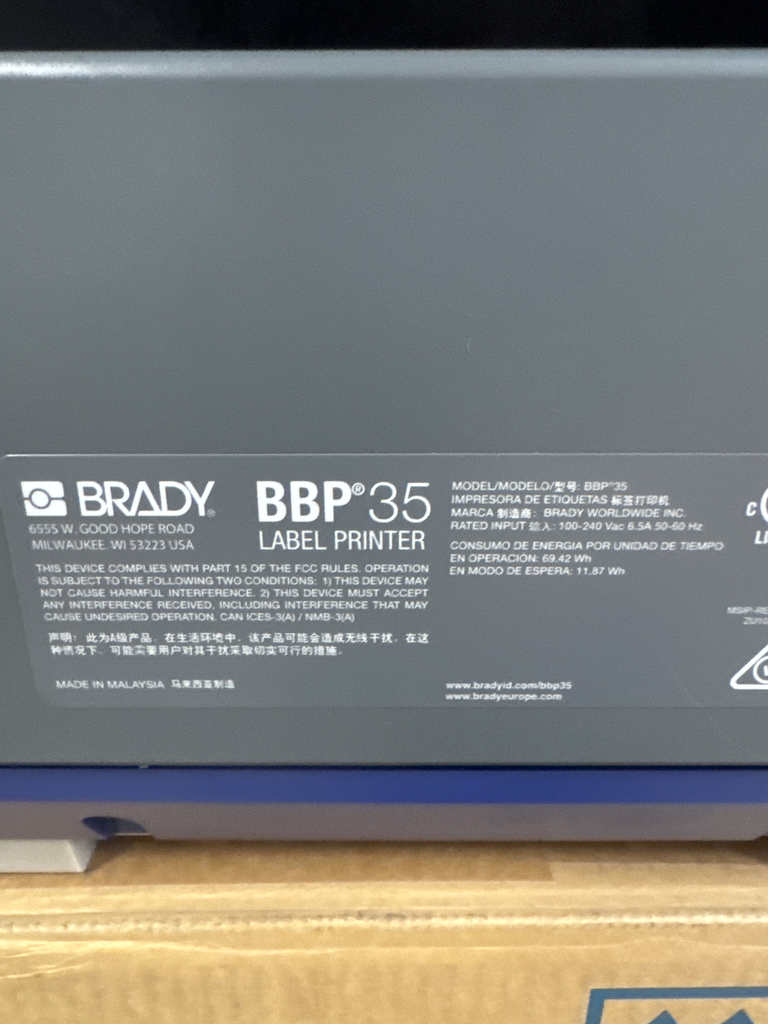 BRADY®
6555 W. GOOD HOPE ROAD
MILWAUKEE, WI 53223 USA
BBP®35
LABEL PRINTER
THIS DEVICE COMPLIES WITH PART 15 OF THE FCC RULES. OPERATION
IS SUBJECT TO THE FOLLOWING TWO CONDITIONS: 1) THIS DEVICE MAY
NOT CAUSE HARMFUL INTERFERENCE. 2) THIS DEVICE MUST ACCEPT
ANY INTERFERENCE RECEIVED, INCLUDING INTERFERENCE THAT MAY
CAUSE UNDESIRED OPERATION. CAN ICES-3(A) / NMB-3(A)
声明：此为A级产品，在生活环境中，该产品可能会造成无线干扰，在这
种情况下，可能需要用户对其干扰采取切实可行的措施。
MADE IN MALAYSIA 马来西亚制造
MODEL/MODELO/型号: BBP®35
IMPRESORA DE ETIQUETAS 标签打印机
MARCA 制造商： BRADY WORLDWIDE INC.
RATED INPUT 输入: 100-240 Vac 6.5A 50-60 Hz
CONSUMO DE ENERGIA POR UNIDAD DE TIEMPO
EN OPERACIÓN: 69.42 Wh
EN MODO DE ESPERA: 11.87 Wh
www.bradyid.com/bbp35
www.bradyeurope.com
C
LI
MSIP-RE